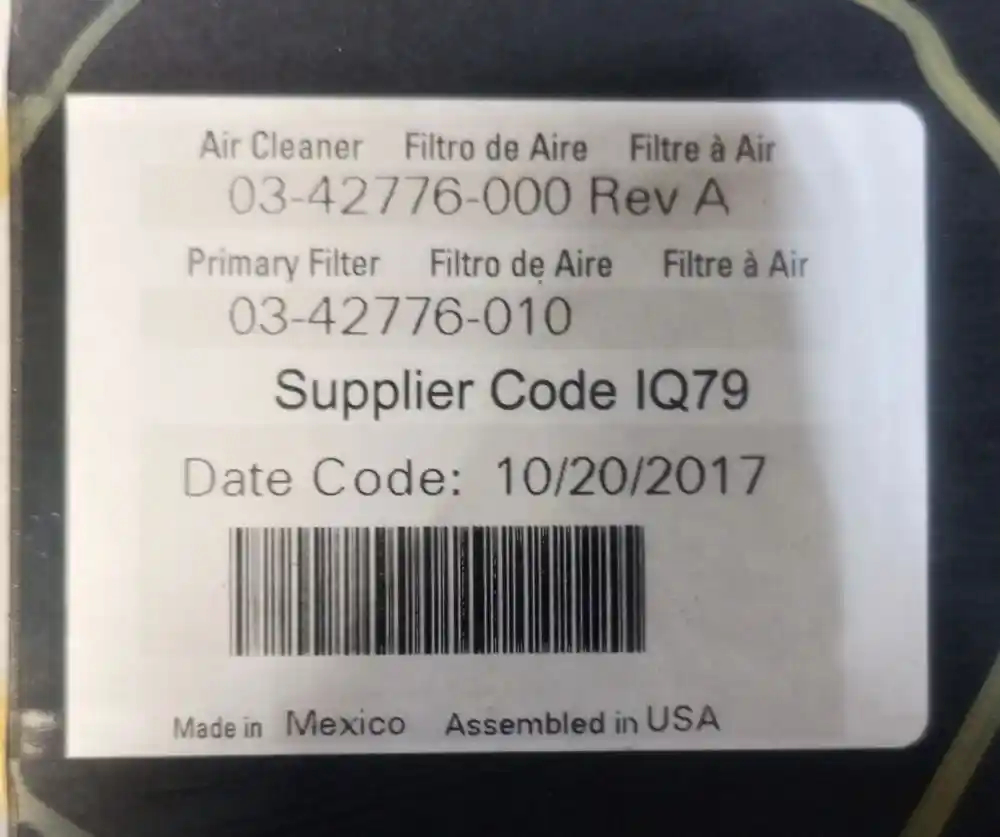 Air Cleaner Filtro de Aire Filtre à Air
03-42776-000 Rev A
Primary Filter Filtro de Aire Filtre à Air
03-42776-010
Supplier Code IQ79
Date Code: 10/20/2017
Made in Mexico Assembled in USA